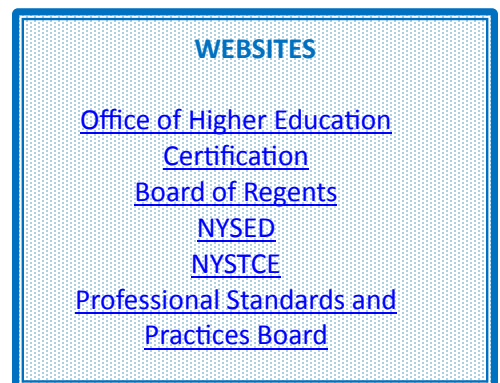 WEBSITES
Office of Higher Education
Certification
Board of Regents
NYSED
NYSTCE
Professional Standards and
Practices Board